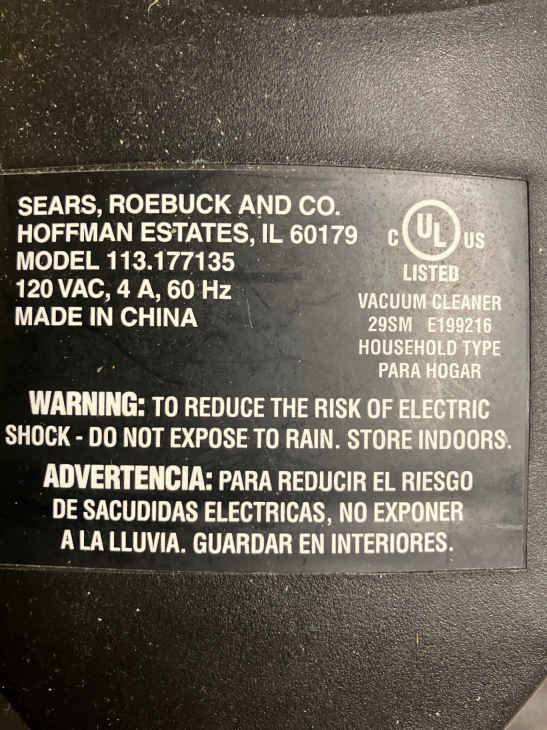 SEARS, ROEBUCK AND CO.
HOFFMAN ESTATES, IL 60179
MODEL 113.177135
120 VAC, 4 A, 60 Hz
MADE IN CHINA
C UL US
LISTED
VACUUM CLEANER
29SM E199216
HOUSEHOLD TYPE
PARA HOGAR
WARNING: TO REDUCE THE RISK OF ELECTRIC
SHOCK - DO NOT EXPOSE TO RAIN. STORE INDOORS.
ADVERTENCIA: PARA REDUCIR EL RIESGO
DE SACUDIDAS ELECTRICAS, NO EXPONER
A LA LLUVIA. GUARDAR EN INTERIORES.